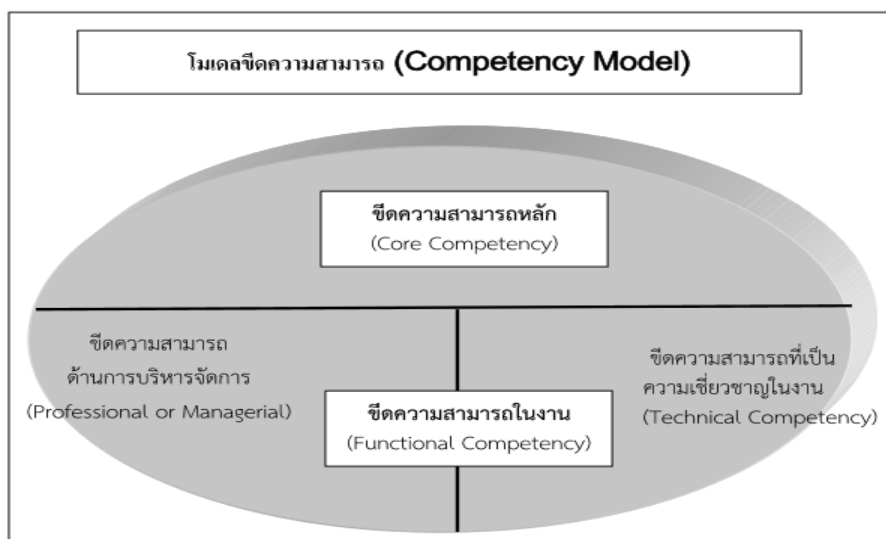 โมเดลขีดความสามารถ (Competency Model)
ขีดความสามารถหลัก
(Core Competency)
ขีดความสามารถ
ด้านการบริหารจัดการ
(Professional or Managerial)
ขีดความสามารถในงาน
(Functional Competency)
ขีดความสามารถที่เป็น
ความเชี่ยวชาญในงาน
(Technical Competency)